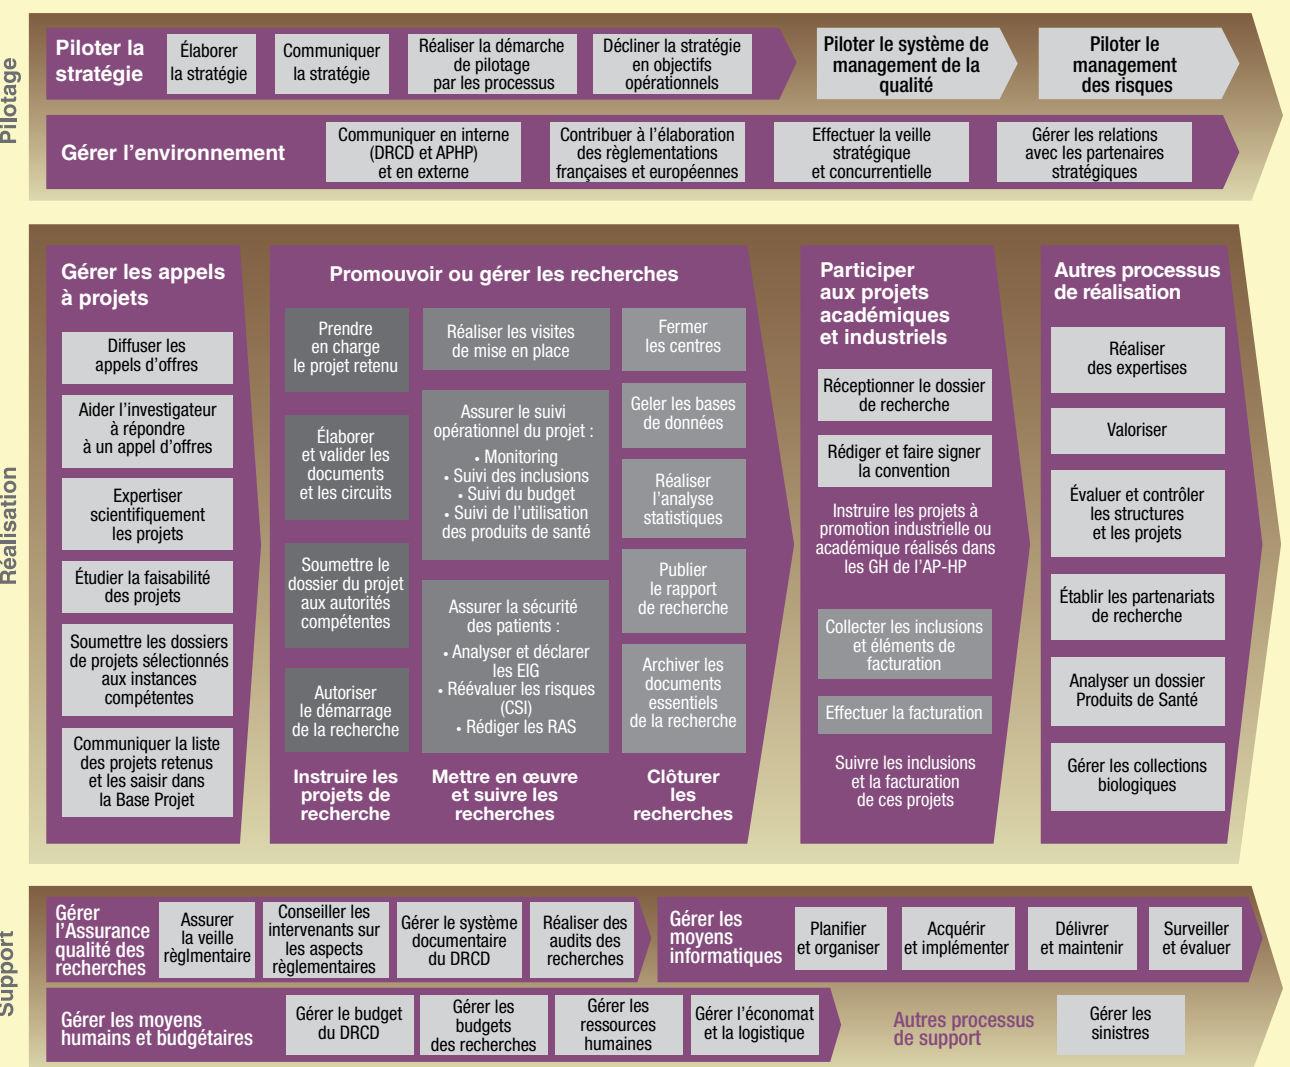 Pilotage
Piloter la
stratégie
Élaborer
la stratégie
Communiquer
la stratégie
Réaliser la démarche
de pilotage
par les processus
Décliner la stratégie
en objectifs
opérationnels
Piloter le système de
management de la
qualité
Piloter le
management
des risques
Gérer l'environnement
Communiquer en interne
(DRCD et APHP)
et en externe
Contribuer à l'élaboration
des règlementations
françaises et européennes
Effectuer la veille
stratégique
et concurrentielle
Gérer les relations
avec les partenaires
stratégiques
Réalisation
Gérer les appels
à projets
Diffuser les
appels d'offres
Aider l'investigateur
à répondre
à un appel d'offres
Expertiser
scientifiquement
les projets
Étudier la faisabilité
des projets
Soumettre les dossiers
de projets sélectionnés
aux instances
compétentes
Communiquer la liste
des projets retenus
et les saisir dans
la Base Projet
Promouvoir ou gérer les recherches
Prendre
en charge
le projet retenu
Élaborer
et valider les
documents
et les circuits
Soumettre le
dossier du projet
aux autorités
compétentes
Autoriser
le démarrage
de la recherche
Instruire les
projets de
recherche
Réaliser les visites
de mise en place
Assurer le suivi
opérationnel du projet :
• Monitoring
• Suivi des inclusions
• Suivi du budget
• Suivi de l'utilisation
des produits de santé
Assurer la sécurité
des patients :
• Analyser et déclarer
les EIG
• Réévaluer les risques
(CSI)
• Rédiger les RAS
Mettre en œuvre
et suivre les
recherches
Fermer
les centres
Geler les bases
de données
Réaliser
l'analyse
statistiques
Publier
le rapport
de recherche
Archiver les
documents
essentiels
de la recherche
Clôturer
les
recherches
Participer
aux projets
académiques
et industriels
Réceptionner le dossier
de recherche
Rédiger et faire signer
la convention
Instruire les projets à
promotion industrielle ou
académique réalisés dans
les GH de l'AP-HP
Collecter les inclusions
et éléments de
facturation
Effectuer la facturation
Suivre les inclusions
et la facturation
de ces projets
Autres processus
de réalisation
Réaliser
des expertises
Valoriser
Évaluer et contrôler
les structures
et les projets
Établir les partenariats
de recherche
Analyser un dossier
Produits de Santé
Gérer les collections
biologiques
Support
Gérer
l'Assurance
qualité des
recherches
Assurer
la veille
règlmentaire
Conseiller les
intervenants sur
les aspects
règlementaires
Gérer le système
documentaire
du DRCD
Réaliser des
audits des
recherches
Gérer les
moyens
informatiques
Planifier
et organiser
Acquérir
et implémenter
Délivrer
et maintenir
Surveiller
et évaluer
Gérer les moyens
humains et budgétaires
Gérer le budget
du DRCD
Gérer les
budgets
des recherches
Gérer les
ressources
humaines
Gérer l'économat
et la logistique
Autres processus
de support
Gérer les
sinistres